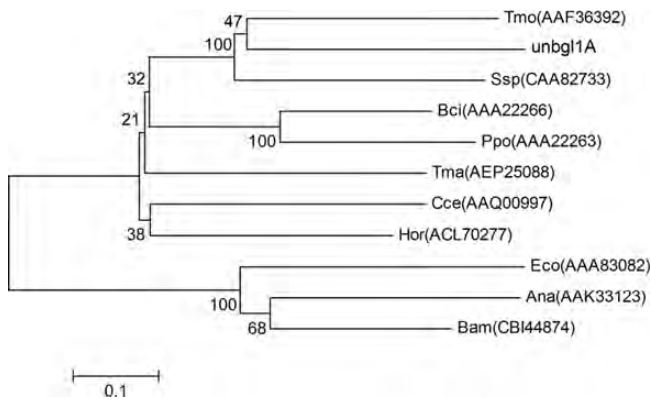 47
Tmo(AAF36392)
100
unbgl1A
32
Ssp(CAA82733)
Bci(AAA22266)
21
100
Ppo(AAA22263)
Tma(AEP25088)
Cce(AAQ00997)
38
Hor(ACL70277)
Eco(AAA83082)
100
Ana(AAK33123)
68
Bam(CBI44874)
0.1